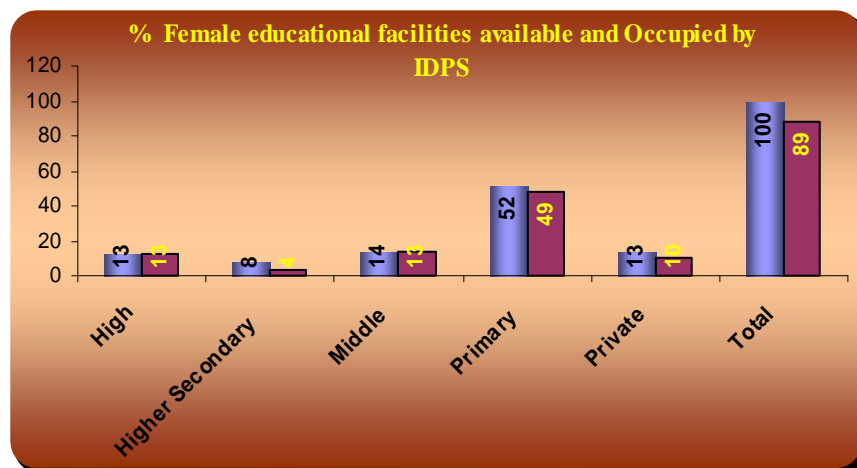 % Female educational facilities available and Occupied by
IDPS
120
100
80
60
40
20
0
13
13
8
4
14
13
52
49
13
10
100
89
High
Higher Secondary
Middle
Primary
Private
Total